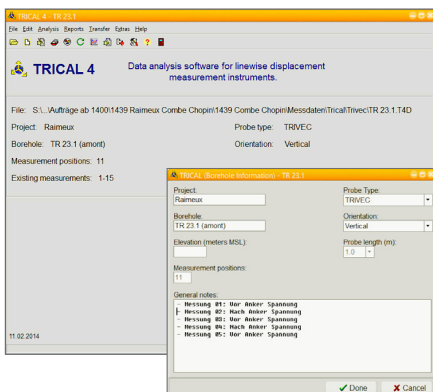 TRICAL 4 - TR 23.1
File Edit Analysis Reports Transfer Extras Help
TRICAL 4
Data analysis software for linewise displacement
measurement instruments.
File: S:\...\Aufträge ab 1400\1439 Raimeux Combe Chopin\1439 Combe Chopin\Messdaten\Trical\Trivec\TR 23.1.T4D
Project: Raimeux
Probe type: TRIVEC
Borehole: TR 23.1 (amont)
Orientation: Vertical
Measurement positions: 11
Existing measurements: 1-15
TRICAL (Borehole Information) - TR 23.1
Project:
Probe Type:
Raimeux
TRIVEC
Borehole:
Orientation:
TR 23.1 (amont)
Vertical
Elevation (meters MSL):
Probe length (m):
1.0
Measurement positions:
11
General notes:
- Messung 01: Vor Anker Spannung
- Messung 02: Nach Anker Spannung
- Messung 03: Vor Anker Spannung
- Messung 04: Nach Anker Spannung
- Messung 05: Vor Anker Spannung
11.02.2014
Done
Cancel